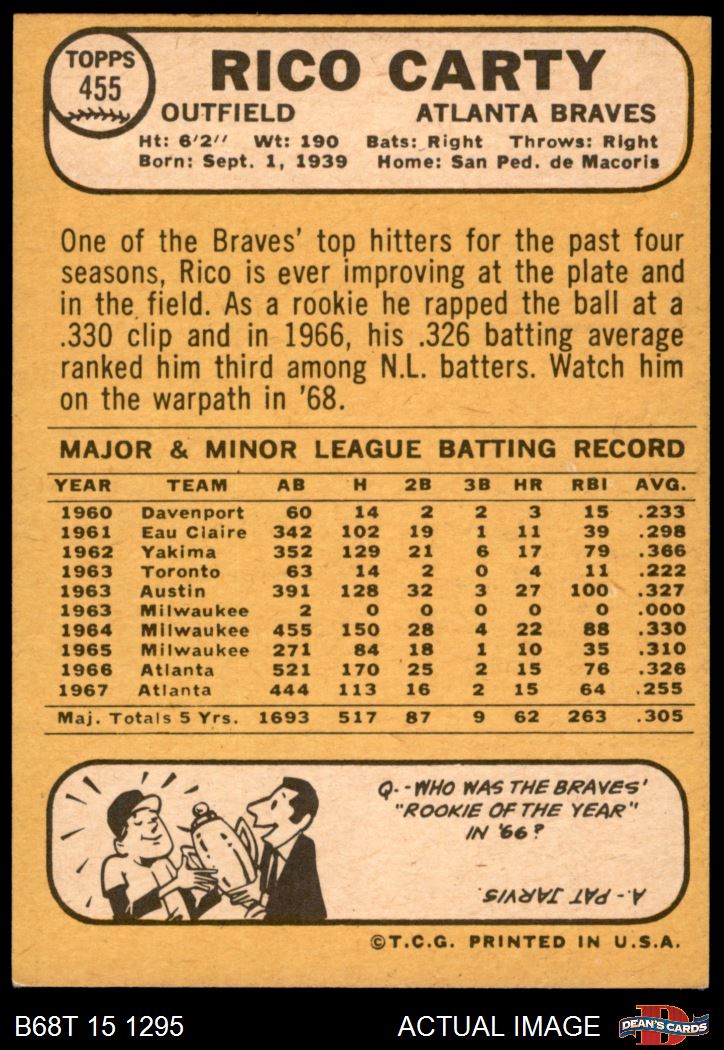 TOPPS
455
RICO CARTY
OUTFIELD ATLANTA BRAVES
Ht: 6'2" Wt: 190 Bats: Right Throws: Right
Born: Sept. 1, 1939 Home: San Ped. de Macoris
One of the Braves' top hitters for the past four
seasons, Rico is ever improving at the plate and
in the field. As a rookie he rapped the ball at a
.330 clip and in 1966, his .326 batting average
ranked him third among N.L. batters. Watch him
on the warpath in '68.
MAJOR & MINOR LEAGUE BATTING RECORD
YEAR TEAM AB H 2B 3B HR RBI AVG.
1960 Davenport 60 14 2 2 3 15 .233
1961 Eau Claire 342 102 19 1 11 39 .298
1962 Yakima 352 129 21 6 17 79 .366
1963 Toronto 63 14 2 0 4 11 .222
1963 Austin 391 128 32 3 27 100 .327
1963 Milwaukee 2 0 0 0 0 0 .000
1964 Milwaukee 455 150 28 4 22 88 .330
1965 Milwaukee 271 84 18 1 10 35 .310
1966 Atlanta 521 170 25 2 15 76 .326
1967 Atlanta 444 113 16 2 15 64 .255
Maj. Totals 5 Yrs. 1693 517 87 9 62 263 .305
Q.-WHO WAS THE BRAVES'
"ROOKIE OF THE YEAR"
IN '66?
A.- PAT JARVIS.
©T.C.G. PRINTED IN U.S.A.
B68T 15 1295 ACTUAL IMAGE
D
DEAN'S CARDS